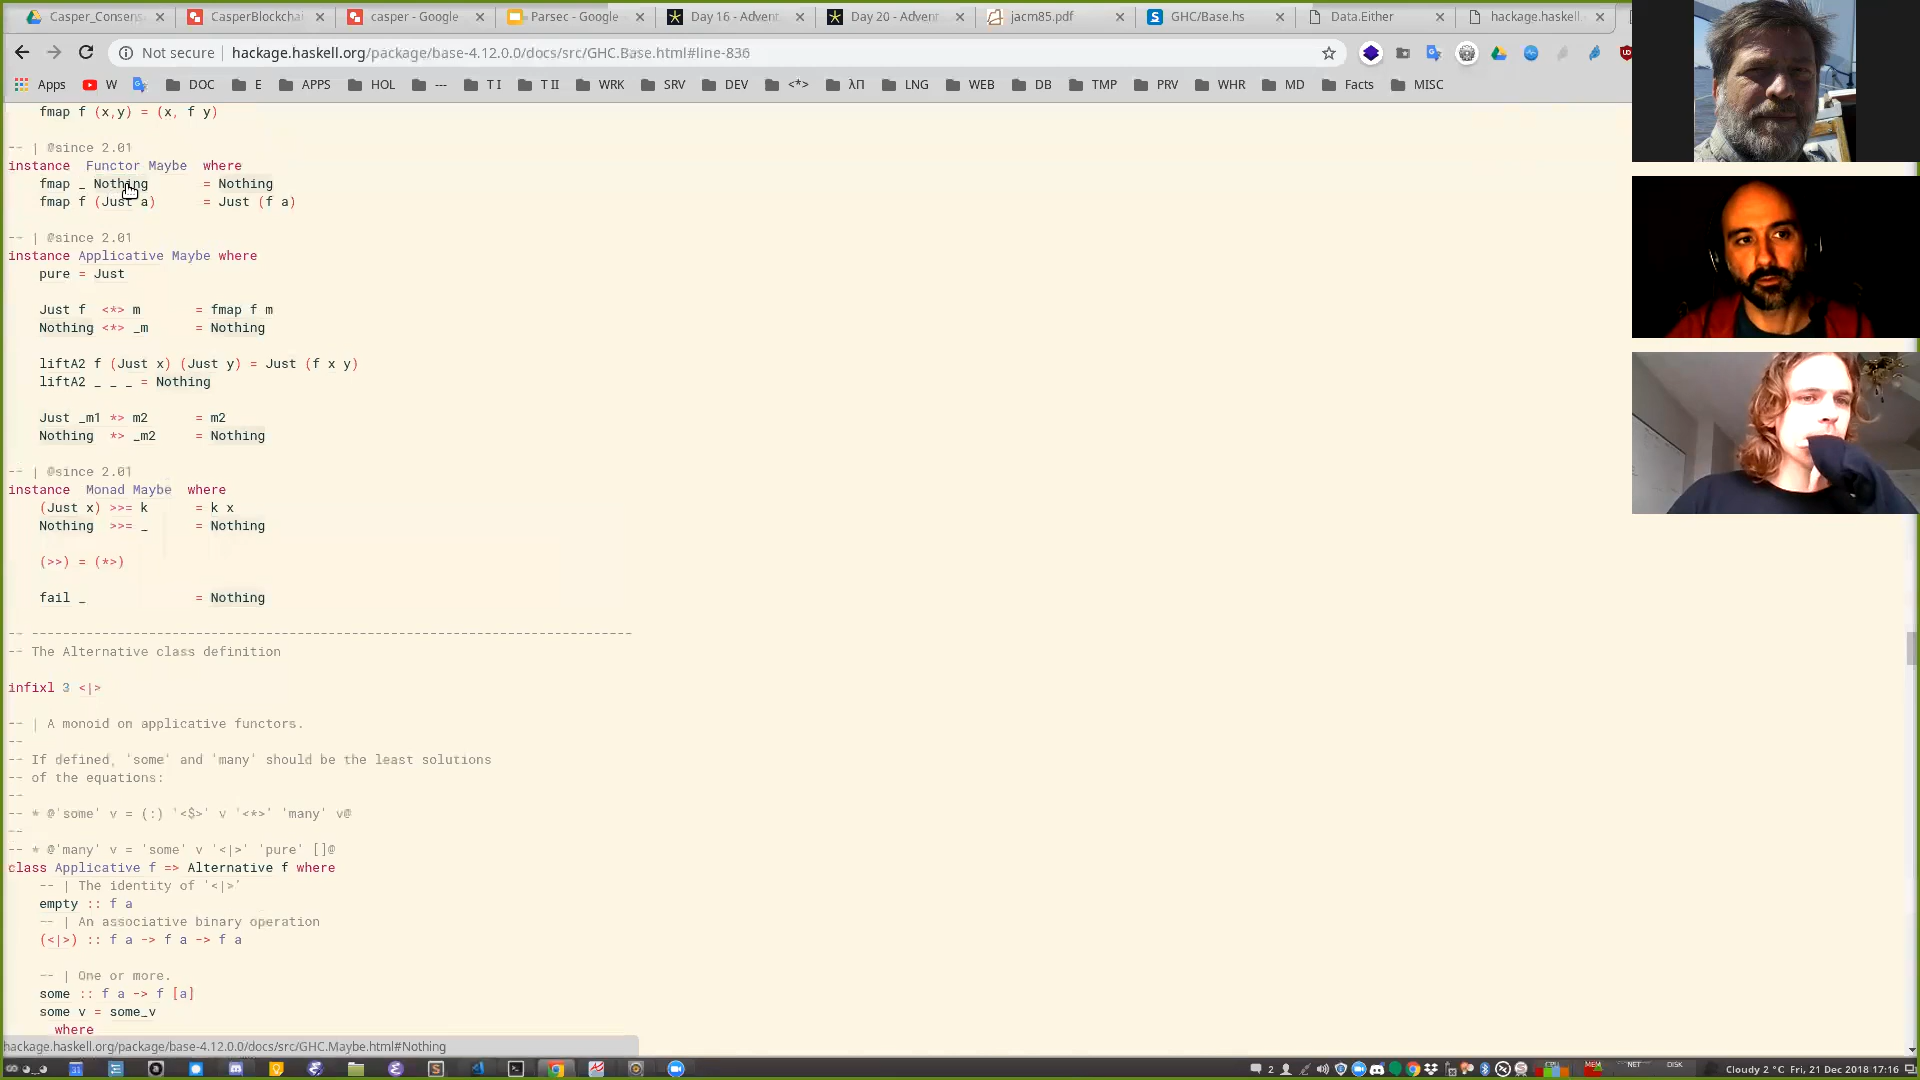 Casper_Consens
CasperBlockchai
casper - Google
Parsec - Google
Day 16 - Advent
Day 20 - Advent
jacm85.pdf
GHC/Base.hs
Data.Either
hackage.haskell.
Not secure
hackage.haskell.org/package/base-4.12.0.0/docs/src/GHC.Base.html#line-836
Apps W DOC E APPS HOL --- T I T II WRK SRV DEV <*> λΠ LNG WEB DB TMP PRV WHR MD Facts MISC
fmap f (x,y) = (x, f y)
-- | @since 2.01
instance Functor Maybe where
fmap _ Nothing = Nothing
fmap f (Just a) = Just (f a)
-- | @since 2.01
instance Applicative Maybe where
pure = Just
Just f <*> m = fmap f m
Nothing <*> _m = Nothing
liftA2 f (Just x) (Just y) = Just (f x y)
liftA2 _ _ _ = Nothing
Just _m1 *> m2 = m2
Nothing *> _m2 = Nothing
-- | @since 2.01
instance Monad Maybe where
(Just x) >>= k = k x
Nothing >>= _ = Nothing
(>>) = (*>)
fail _ = Nothing
-- -----------------------------------------------------------------------------
-- The Alternative class definition
infixl 3 <|>
-- | A monoid on applicative functors.
--
-- If defined, 'some' and 'many' should be the least solutions
-- of the equations:
--
-- * @'some' v = (:) '<$>' v '<*>' 'many' v@
--
-- * @'many' v = 'some' v '<|>' 'pure' []@
class Applicative f => Alternative f where
-- | The identity of '<|>'
empty :: f a
-- | An associative binary operation
(<|>) :: f a -> f a -> f a
-- | One or more.
some :: f a -> f [a]
some v = some_v
where
hackage.haskell.org/package/base-4.12.0.0/docs/src/GHC.Maybe.html#Nothing
2 CPU MEM NET DISK Cloudy 2 °C Fri, 21 Dec 2018 17:16